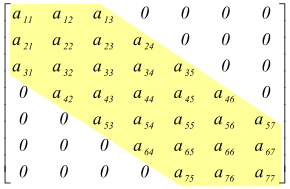 a11 a12 a13 0 0 0 0
a21 a22 a23 a24 0 0 0
a31 a32 a33 a34 a35 0 0
0 a42 a43 a44 a45 a46 0
0 0 a53 a54 a55 a56 a57
0 0 0 a64 a65 a66 a67
0 0 0 0 a75 a76 a77